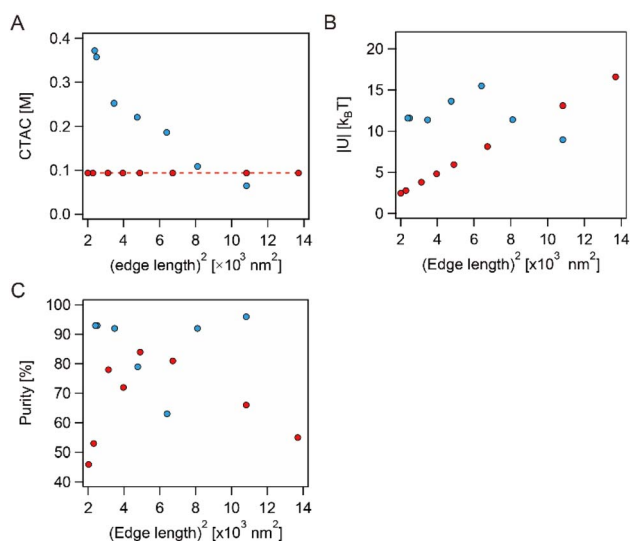 A
CTAC [M]
0.4
0.3
0.2
0.1
0.0
2 4 6 8 10 12 14
(edge length)² [×10³ nm²]
B
|U| [k_BT]
20
15
10
5
0
2 4 6 8 10 12 14
(Edge length)² [x10³ nm²]
C
Purity [%]
100
90
80
70
60
50
40
2 4 6 8 10 12 14
(Edge length)² [x10³ nm²]